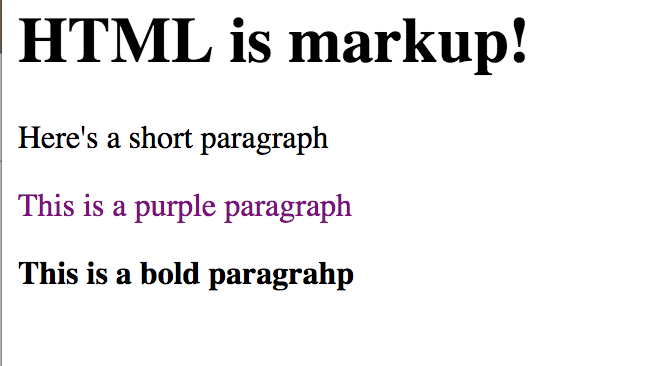 HTML is markup!
Here's a short paragraph
This is a purple paragraph
This is a bold paragrahp